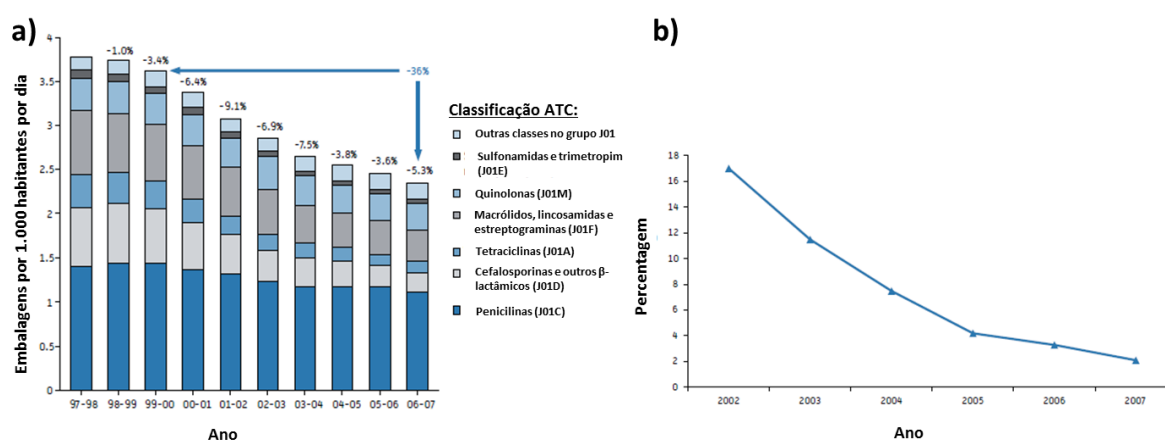 a)
Embalagens por 1.000 habitantes por dia
4
3.5
3
2.5
2
1.5
1
0.5
0
-1.0%
-3.4%
-6.4%
-9.1%
-6.9%
-7.5%
-3.8%
-3.6%
-5.3%
-36%
97-98
98-99
99-00
00-01
01-02
02-03
03-04
04-05
05-06
06-07
Ano
Classificação ATC:
Outras classes no grupo J01
Sulfonamidas e trimetropim
(J01E)
Quinolonas (J01M)
Macrólidos, lincosamidas e
estreptograminas (J01F)
Tetraciclinas (J01A)
Cefalosporinas e outros β-
lactâmicos (J01D)
Penicilinas (J01C)
b)
Percentagem
18
16
14
12
10
8
6
4
2
0
2002
2003
2004
2005
2006
2007
Ano